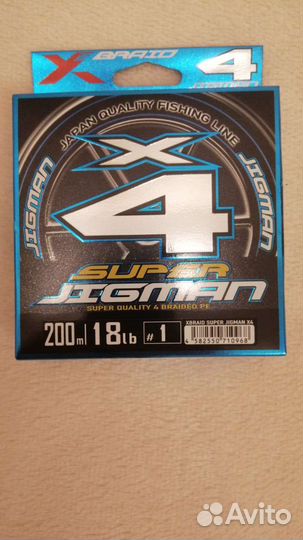 X BRAID 4
JIGMAN
JAPAN QUALITY FISHING LINE
JIGMAN
JIGMAN
X
4
SUPER
JIGMAN
SUPER QUALITY 4 BRAIDED PE
200m 18lb #1
XBRAID SUPER JIGMAN X4
4 582550 710968
Avito